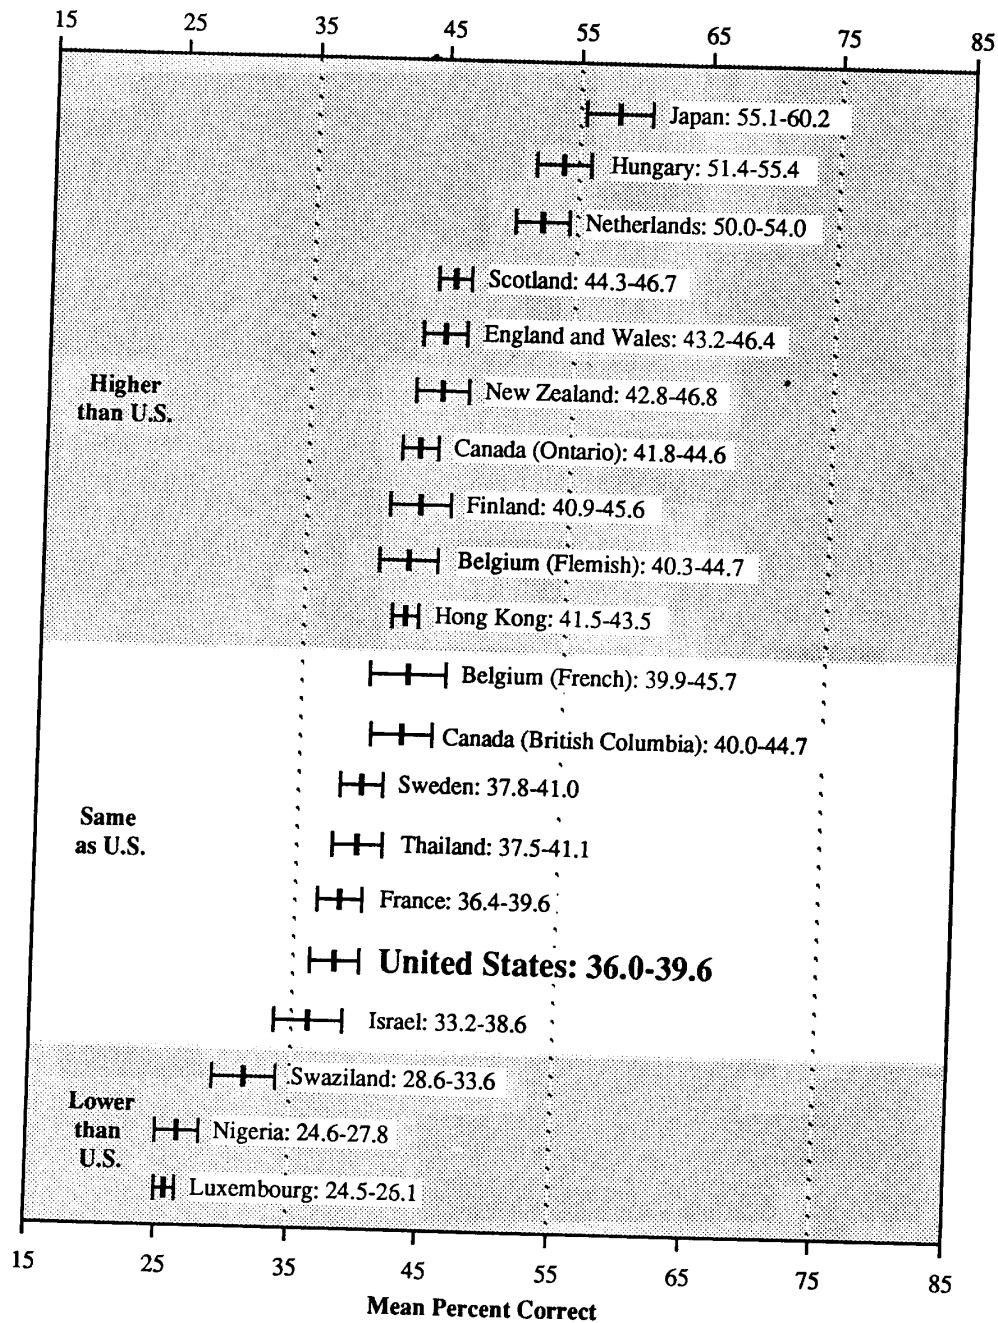 15 25 35 45 55 65 75 85
Japan: 55.1-60.2
Hungary: 51.4-55.4
Netherlands: 50.0-54.0
Scotland: 44.3-46.7
England and Wales: 43.2-46.4
Higher
than U.S.
New Zealand: 42.8-46.8
Canada (Ontario): 41.8-44.6
Finland: 40.9-45.6
Belgium (Flemish): 40.3-44.7
Hong Kong: 41.5-43.5
Belgium (French): 39.9-45.7
Canada (British Columbia): 40.0-44.7
Sweden: 37.8-41.0
Same
as U.S.
Thailand: 37.5-41.1
France: 36.4-39.6
United States: 36.0-39.6
Israel: 33.2-38.6
Swaziland: 28.6-33.6
Lower
than
U.S.
Nigeria: 24.6-27.8
Luxembourg: 24.5-26.1
15 25 35 45 55 65 75 85
Mean Percent Correct